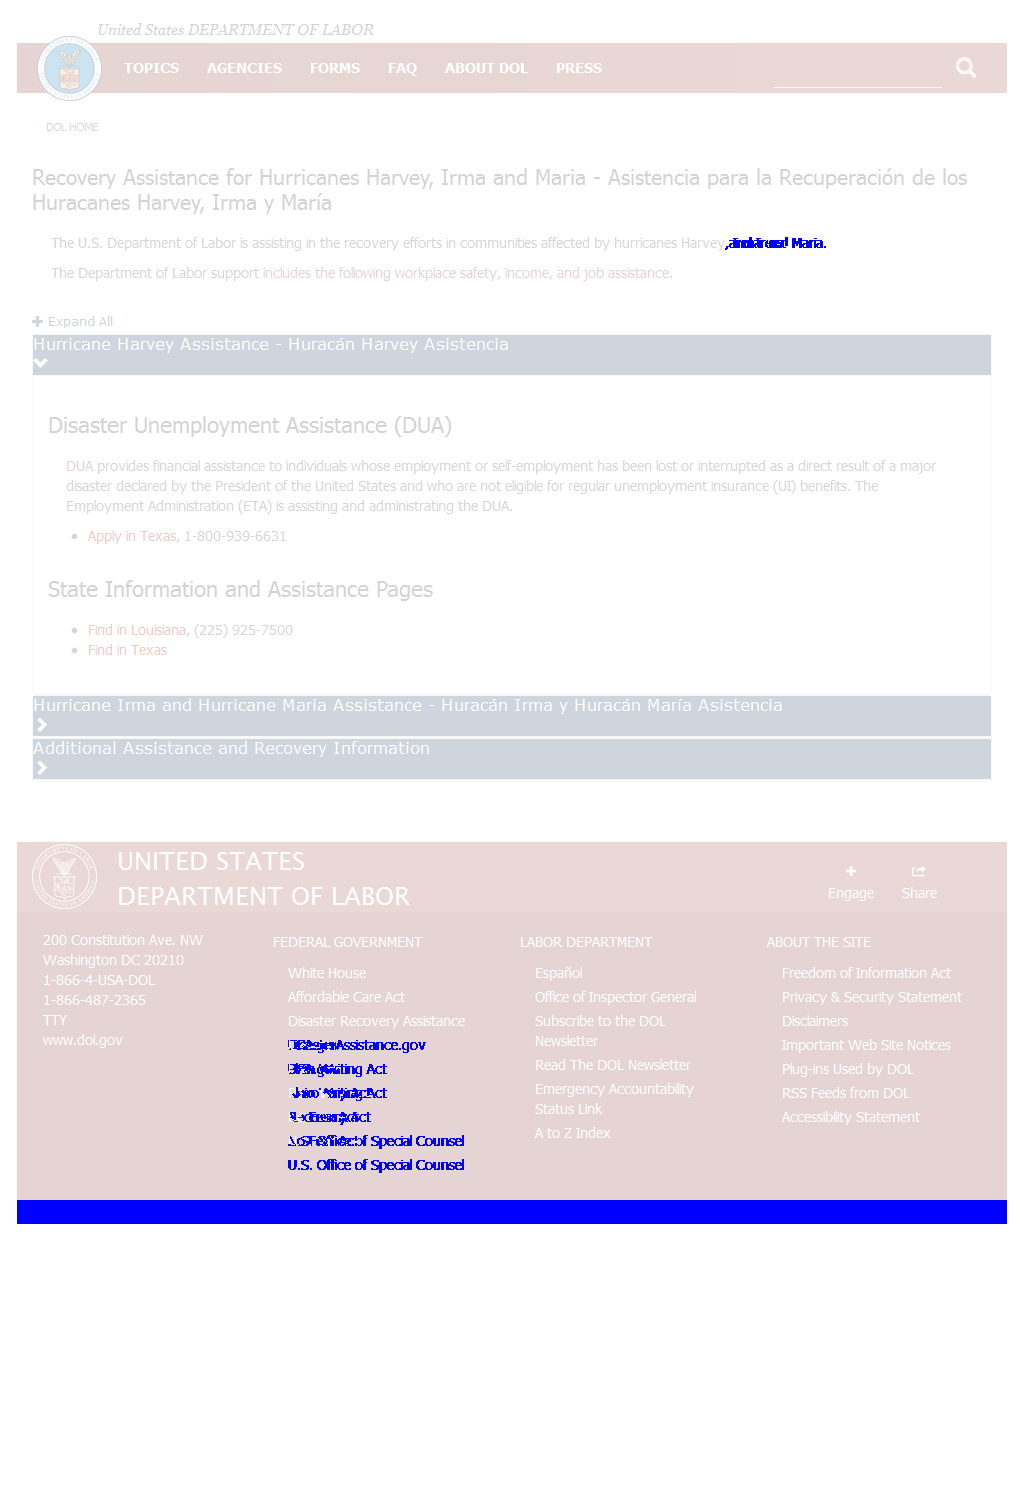 United States DEPARTMENT OF LABOR
TOPICS AGENCIES FORMS FAQ ABOUT DOL PRESS
DOL HOME
Recovery Assistance for Hurricanes Harvey, Irma and Maria - Asistencia para la Recuperación de los
Huracanes Harvey, Irma y María
The U.S. Department of Labor is assisting in the recovery efforts in communities affected by hurricanes Harvey
The Department of Labor support includes the following workplace safety, income, and job assistance.
Expand All
Hurricane Harvey Assistance - Huracán Harvey Asistencia
Disaster Unemployment Assistance (DUA)
DUA provides financial assistance to individuals whose employment or self-employment has been lost or interrupted as a direct result of a major
disaster declared by the President of the United States and who are not eligible for regular unemployment insurance (UI) benefits. The
Employment Administration (ETA) is assisting and administrating the DUA.
Apply in Texas, 1-800-939-6631
State Information and Assistance Pages
Find in Louisiana, (225) 925-7500
Find in Texas
Hurricane Irma and Hurricane Maria Assistance - Huracán Irma y Huracán María Asistencia
Additional Assistance and Recovery Information
UNITED STATES
DEPARTMENT OF LABOR
Engage Share
200 Constitution Ave. NW
Washington DC 20210
1-866-4-USA-DOL
1-866-487-2365
TTY
www.dol.gov
FEDERAL GOVERNMENT
White House
Affordable Care Act
Disaster Recovery Assistance
U.S. Office of Special Counsel
LABOR DEPARTMENT
Español
Office of Inspector General
Subscribe to the DOL
Newsletter
Read The DOL Newsletter
Emergency Accountability
Status Link
A to Z Index
ABOUT THE SITE
Freedom of Information Act
Privacy & Security Statement
Disclaimers
Important Web Site Notices
Plug-ins Used by DOL
RSS Feeds from DOL
Accessibility Statement